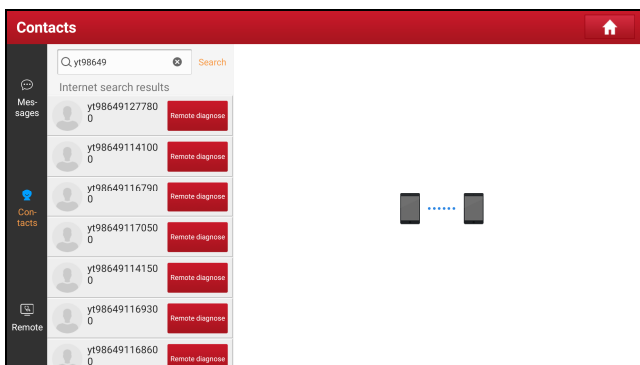 Contacts
yt98649
Search
Internet search results
Mes-
sages
Con-
tacts
Remote
yt98649127780
0
Remote diagnose
yt98649114100
0
Remote diagnose
yt98649116790
0
Remote diagnose
yt98649117050
0
Remote diagnose
yt98649114150
0
Remote diagnose
yt98649116930
0
Remote diagnose
yt98649116860
0
Remote diagnose